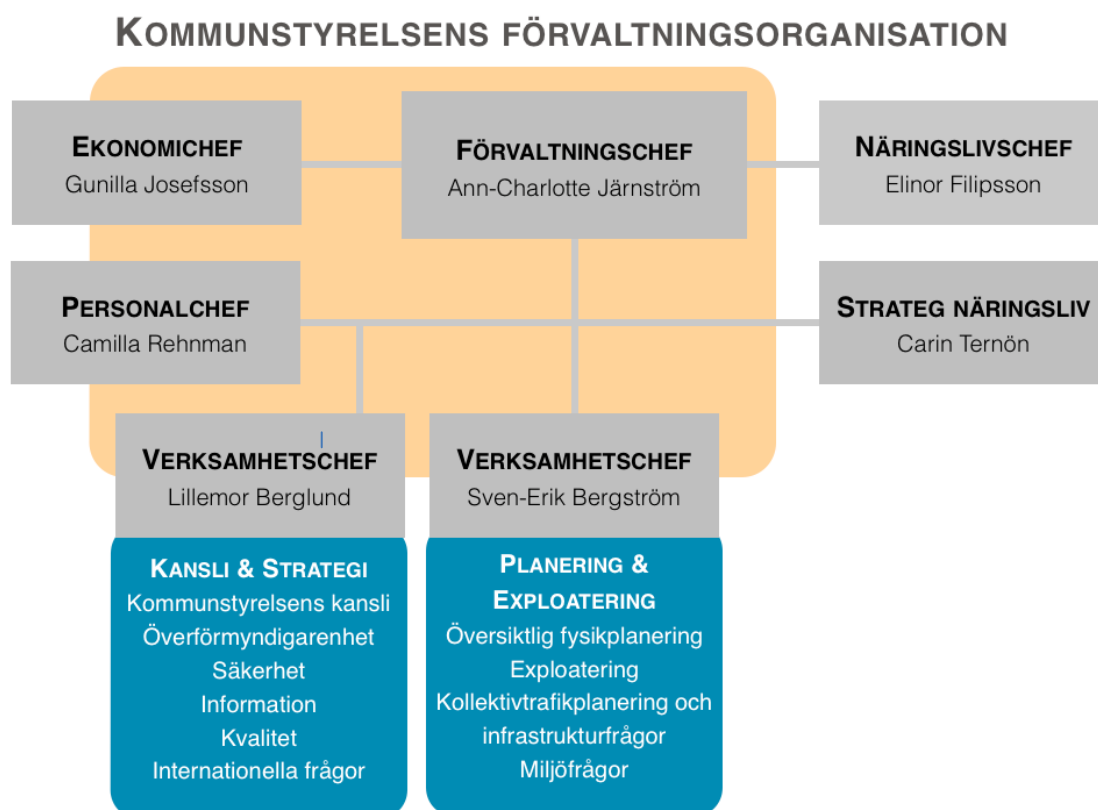 KOMMUNSTYRELSENS FÖRVALTNINGSORGANISATION
EKONOMICHEF
Gunilla Josefsson
FÖRVALTNINGSCHEF
Ann-Charlotte Järnström
NÄRINGSLIVSCHEF
Elinor Filipsson
PERSONALCHEF
Camilla Rehnman
STRATEG NÄRINGSLIV
Carin Ternön
VERKSAMHETSCHEF
Lillemor Berglund
KANSLI & STRATEGI
Kommunstyrelsens kansli
Överförmyndigarenhet
Säkerhet
Information
Kvalitet
Internationella frågor
VERKSAMHETSCHEF
Sven-Erik Bergström
PLANERING &
EXPLOATERING
Översiktlig fysikplanering
Exploatering
Kollektivtrafikplanering och
infrastrukturfrågor
Miljöfrågor